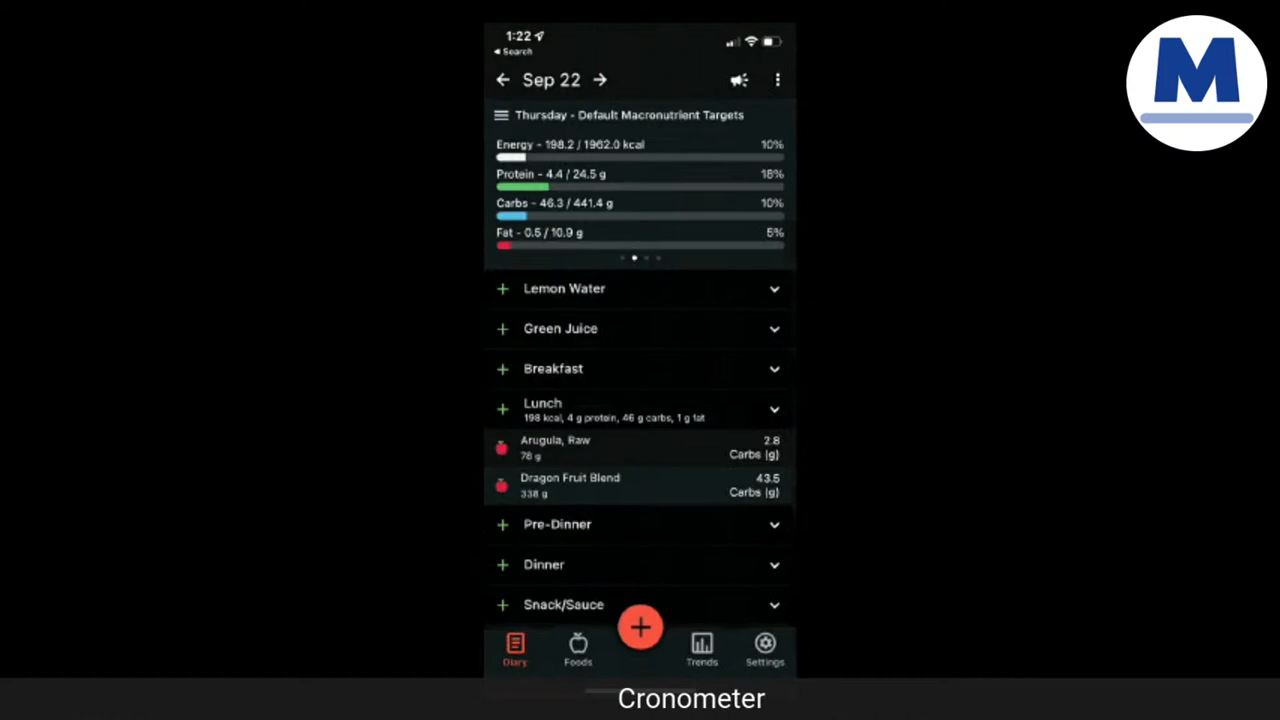 1:22
Search
Sep 22
M
Thursday - Default Macronutrient Targets
Energy - 198.2 / 1962.0 kcal 10%
Protein - 4.4 / 24.5 g 18%
Carbs - 46.3 / 441.4 g 10%
Fat - 0.5 / 10.9 g 5%
+ Lemon Water
+ Green Juice
+ Breakfast
+ Lunch
198 kcal, 4 g protein, 46 g carbs, 1 g fat
Arugula, Raw 2.8
78 g Carbs (g)
Dragon Fruit Blend 43.5
338 g Carbs (g)
+ Pre-Dinner
+ Dinner
+ Snack/Sauce
+
Diary Foods Trends Settings
Cronometer